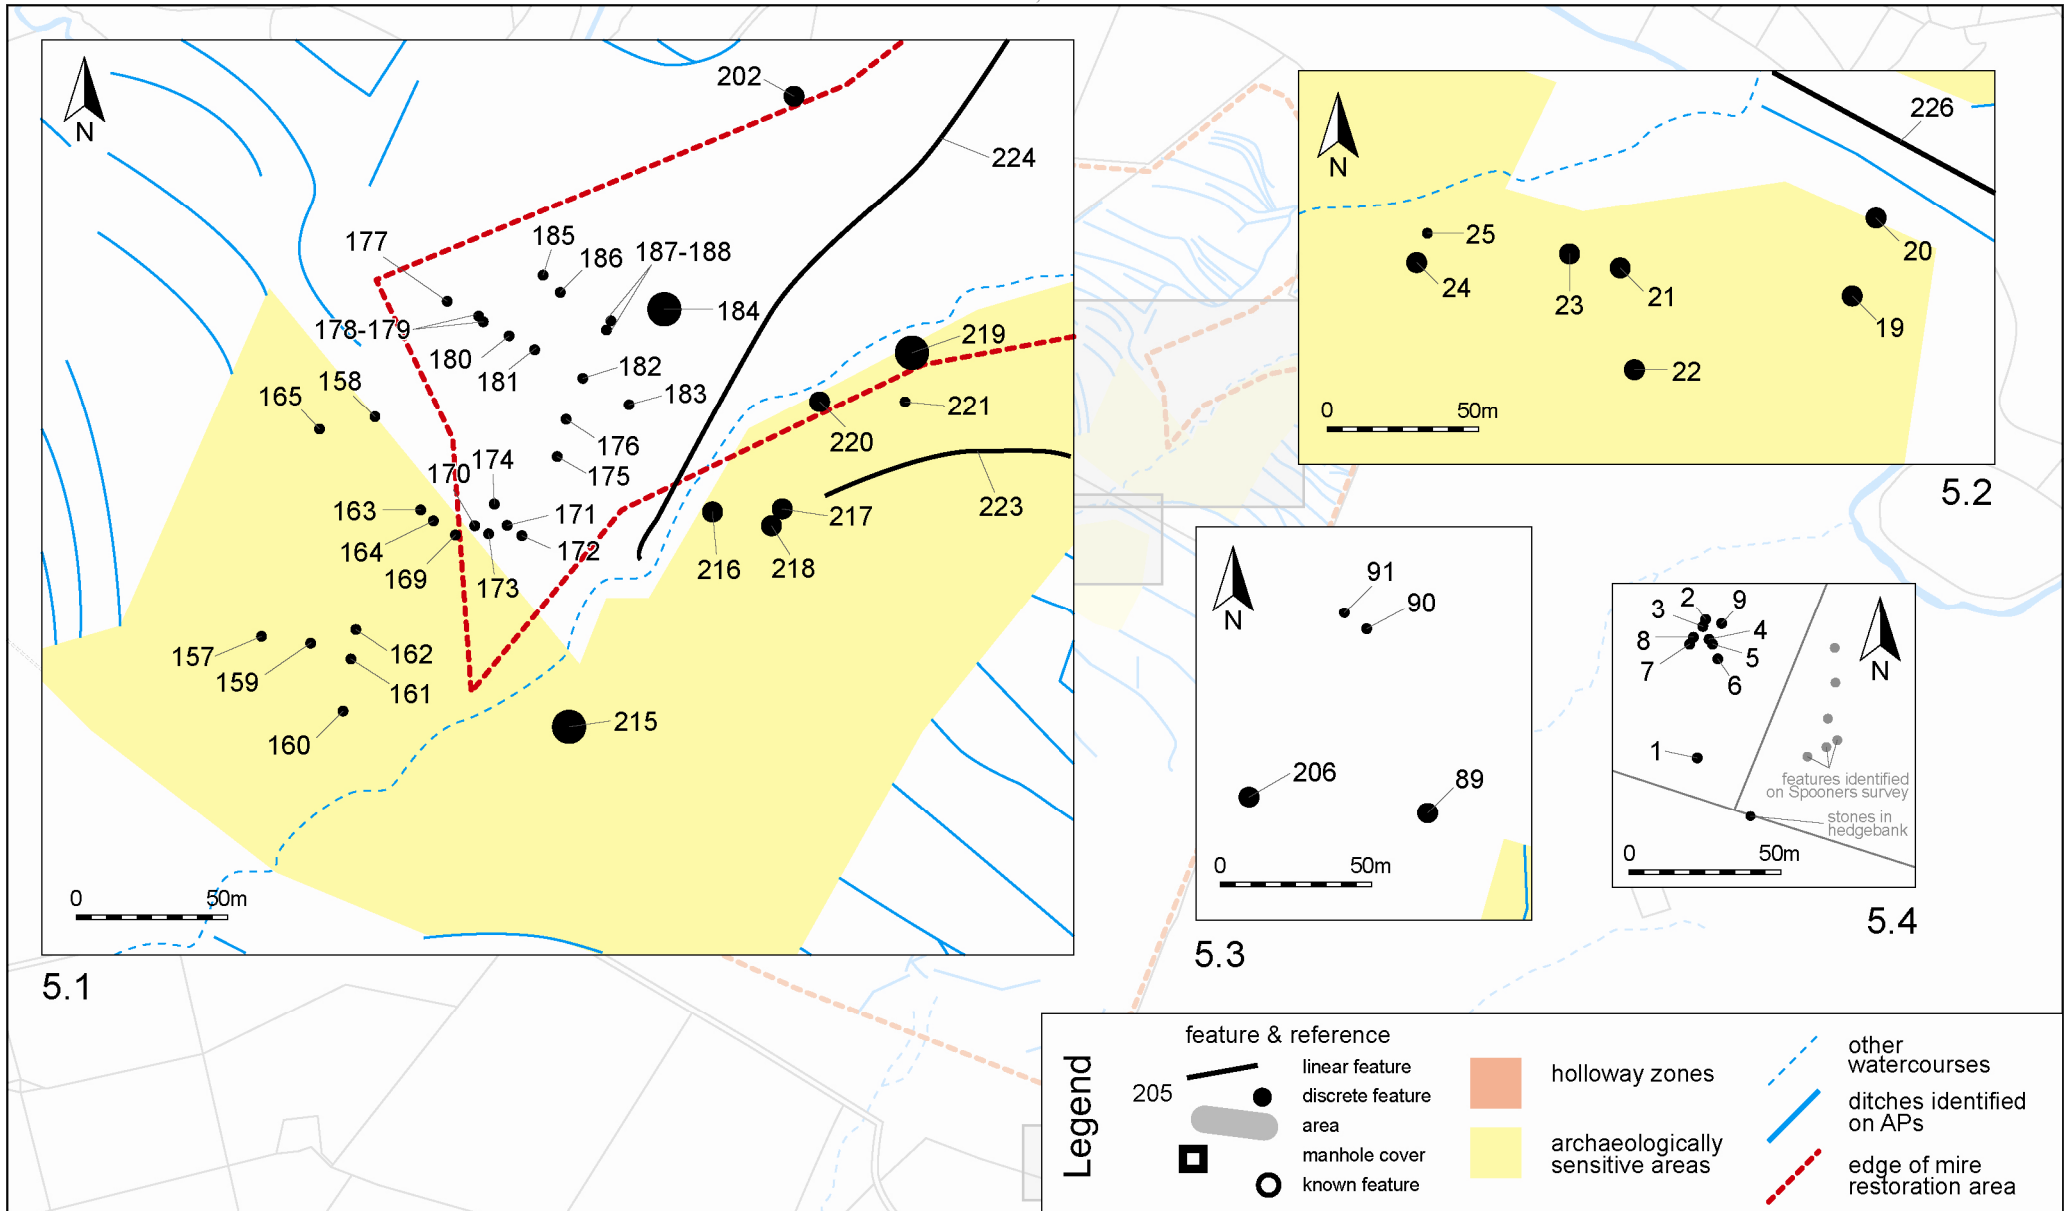 N
202
224
177
185
186
187-188
184
178-179
180
181
182
183
219
221
220
165
158
176
175
170
174
163
164
169
171
172
173
217
216
218
223
157
159
162
161
160
215
0
50m
5.1
N
226
25
24
23
21
20
19
22
0
50m
5.2
N
91
90
206
89
0
50m
5.3
N
2
9
3
4
8
5
7
6
1
features identified
on Spooners survey
stones in
hedgebank
0
50m
5.4
Legend
feature & reference
205
linear feature
discrete feature
area
manhole cover
known feature
holloway zones
archaeologically
sensitive areas
other
watercourses
ditches identified
on APs
edge of mire
restoration area